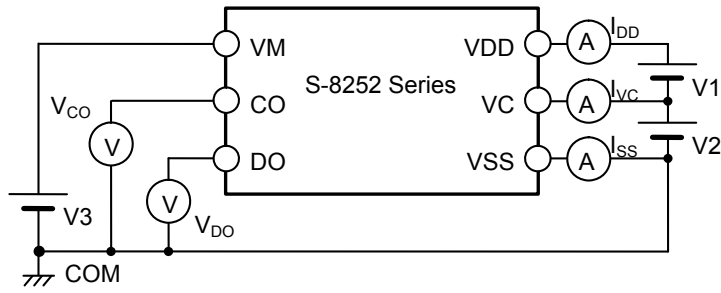 VM
CO
DO
S-8252 Series
VDD
VC
VSS
A
I_DD
A
I_VC
A
I_SS
V1
V2
V_CO
V
V
V_DO
V3
COM